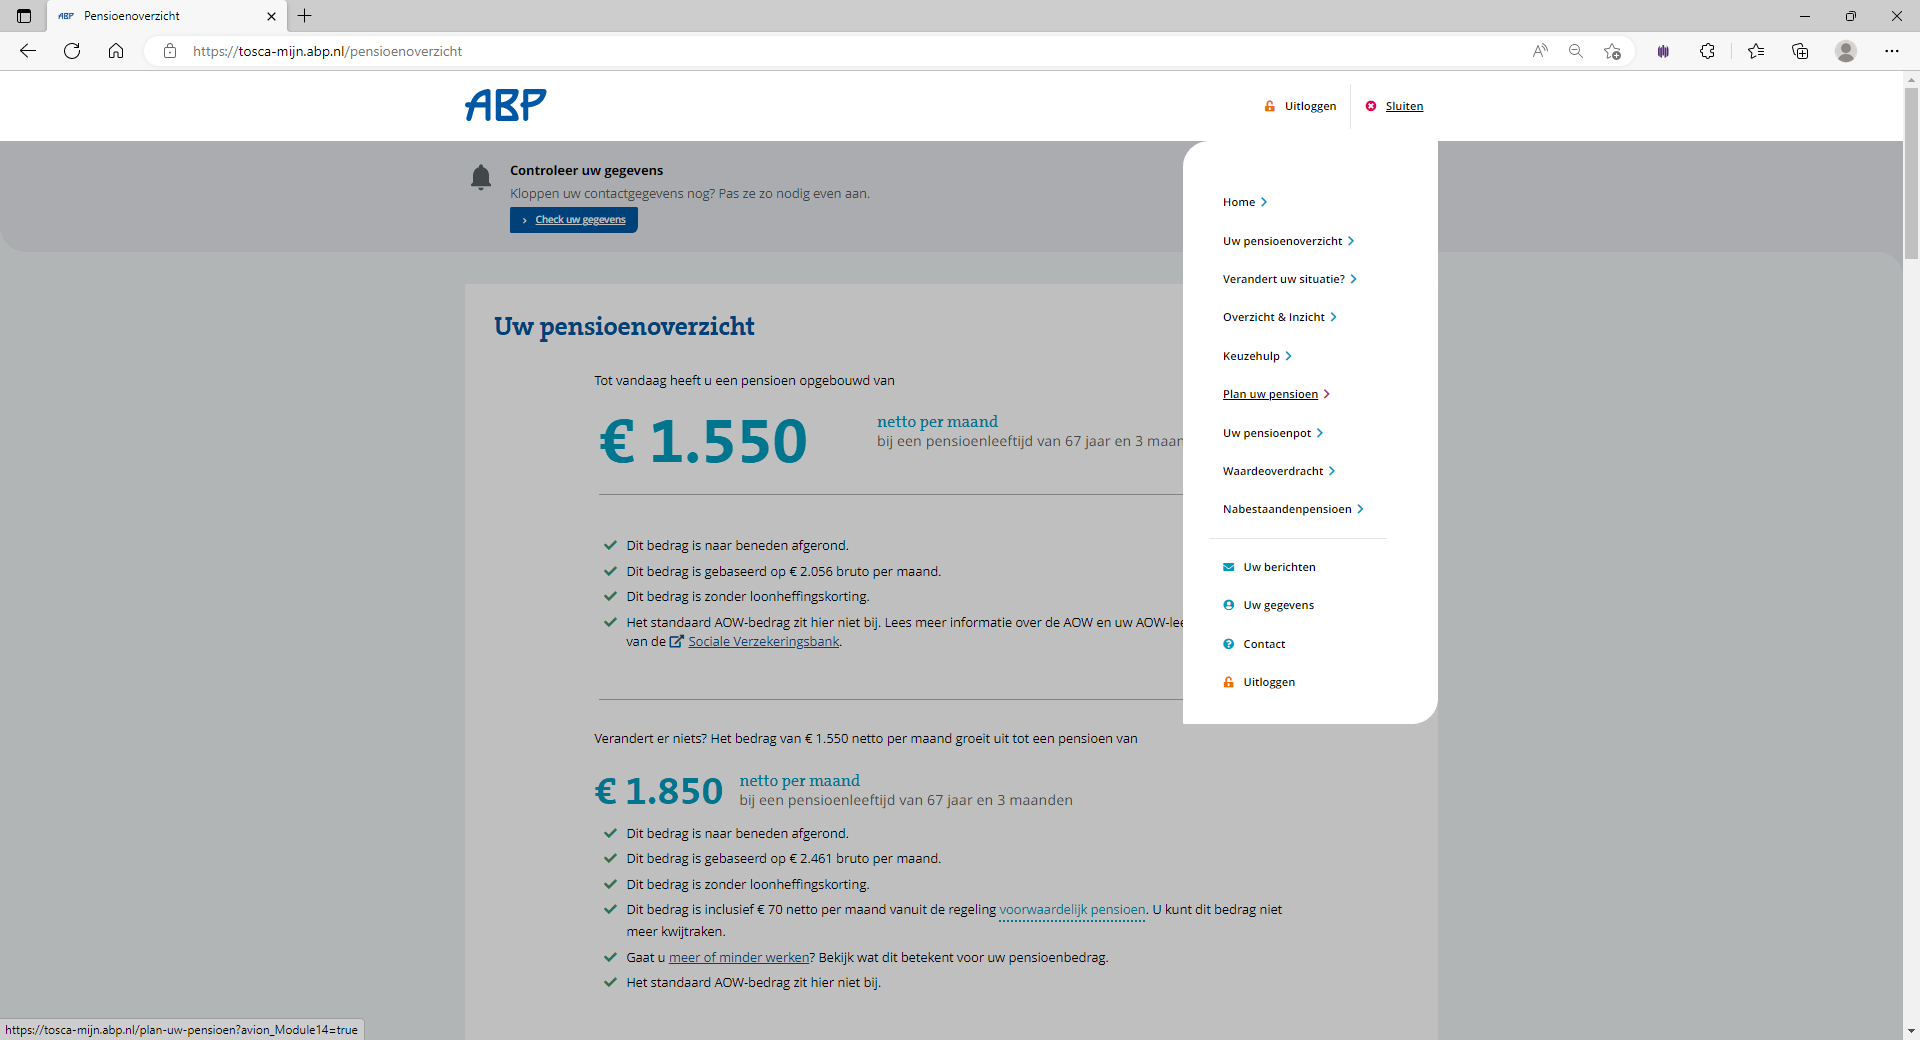 ABP Pensioenoverzicht
https://tosca-mijn.abp.nl/pensioenoverzicht
ABP
Uitloggen
Sluiten
Controleer uw gegevens
Kloppen uw contactgegevens nog? Pas ze zo nodig even aan.
Check uw gegevens
Home
Uw pensioenoverzicht
Verandert uw situatie?
Overzicht & Inzicht
Keuzehulp
Plan uw pensioen
Uw pensioenpot
Waardeoverdracht
Nabestaandenpensioen
Uw berichten
Uw gegevens
Contact
Uitloggen
Uw pensioenoverzicht
Tot vandaag heeft u een pensioen opgebouwd van
€ 1.550
netto per maand
bij een pensioenleeftijd van 67 jaar en 3 maan
Dit bedrag is naar beneden afgerond.
Dit bedrag is gebaseerd op € 2.056 bruto per maand.
Dit bedrag is zonder loonheffingskorting.
Het standaard AOW-bedrag zit hier niet bij. Lees meer informatie over de AOW en uw AOW-lee
van de Sociale Verzekeringsbank.
Verandert er niets? Het bedrag van € 1.550 netto per maand groeit uit tot een pensioen van
€ 1.850
netto per maand
bij een pensioenleeftijd van 67 jaar en 3 maanden
Dit bedrag is naar beneden afgerond.
Dit bedrag is gebaseerd op € 2.461 bruto per maand.
Dit bedrag is zonder loonheffingskorting.
Dit bedrag is inclusief € 70 netto per maand vanuit de regeling voorwaardelijk pensioen. U kunt dit bedrag niet
meer kwijtraken.
Gaat u meer of minder werken? Bekijk wat dit betekent voor uw pensioenbedrag.
Het standaard AOW-bedrag zit hier niet bij.
https://tosca-mijn.abp.nl/plan-uw-pensioen?avion_Module14=true